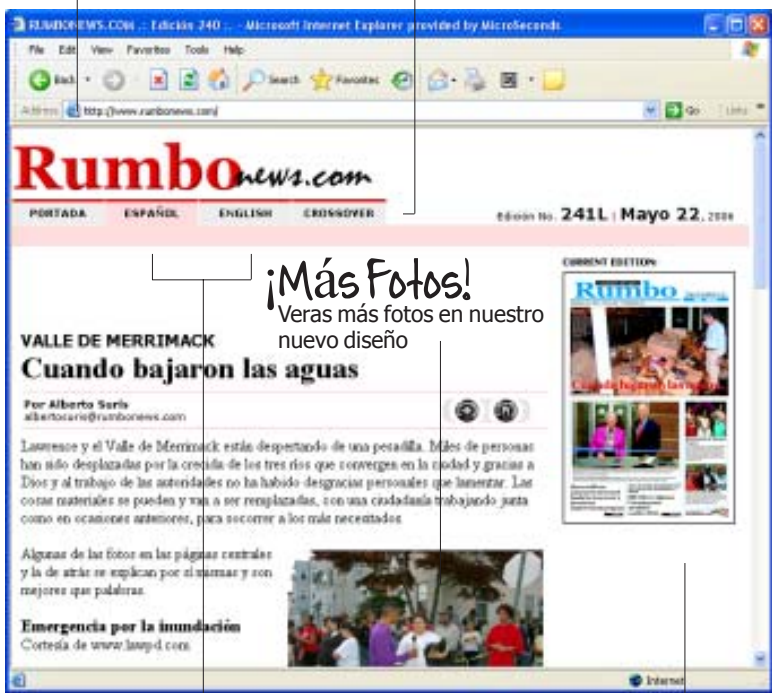 RUMBONEWS.COM .: Edición 240 :. - Microsoft Internet Explorer provided by MicroSeconds
File Edit View Favorites Tools Help
Back Search Favorites
Address http://www.rumbonews.com/ Go Links
Rumbonews.com
PORTADA ESPAÑOL ENGLISH CROSSOVER
Edición No. 241L | Mayo 22, 2006
CURRENT EDITION:
Rumbo
Cuando bajaron las aguas
¡Más Fotos!
Veras más fotos en nuestro
nuevo diseño
VALLE DE MERRIMACK
Cuando bajaron las aguas
Por Alberto Suris
albertosuris@rumbonews.com
Lawrence y el Valle de Merrimack están despertando de una pesadilla. Miles de personas
han sido desplazadas por la crecida de los tres ríos que convergen en la ciudad y gracias a
Dios y al trabajo de las autoridades no ha habido desgracias personales que lamentar. Las
cosas materiales se pueden y van a ser remplazadas, con una ciudadanía trabajando junta
como en ocasiones anteriores, para socorrer a los más necesitados.
Algunas de las fotos en las páginas centrales
y la de atrás se explican por sí mismas y son
mejores que palabras.
Emergencia por la inundación
Cortesía de www.lawpd.com
Internet